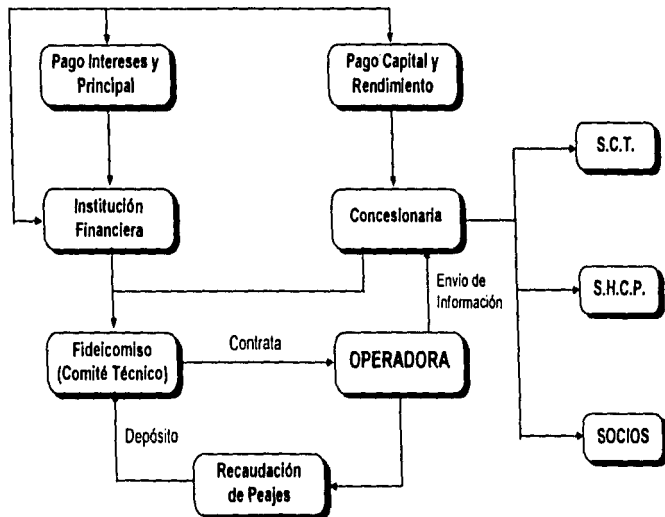 Pago Intereses y
Principal
Pago Capital y
Rendimiento
S.C.T.
Institución
Financiera
Concesionaria
Envio de
Información
S.H.C.P.
Fideicomiso
(Comité Técnico)
Contrata
OPERADORA
Depósito
SOCIOS
Recaudación
de Peajes